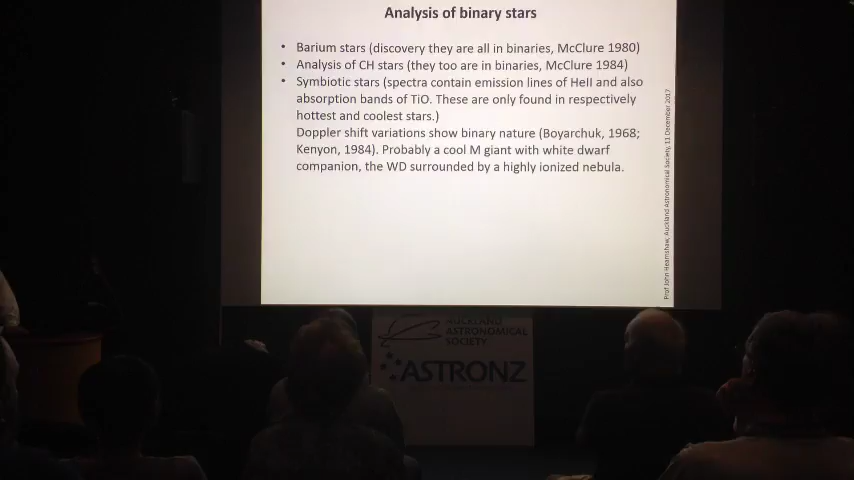 Analysis of binary stars
• Barium stars (discovery they are all in binaries, McClure 1980)
• Analysis of CH stars (they too are in binaries, McClure 1984)
• Symbiotic stars (spectra contain emission lines of HeII and also
absorption bands of TiO. These are only found in respectively
hottest and coolest stars.)
Doppler shift variations show binary nature (Boyarchuk, 1968;
Kenyon, 1984). Probably a cool M giant with white dwarf
companion, the WD surrounded by a highly ionized nebula.
Prof John Hearnshaw, Auckland Astronomical Society, 11 December 2017
AUCKLAND
ASTRONOMICAL
SOCIETY
ASTRONZ